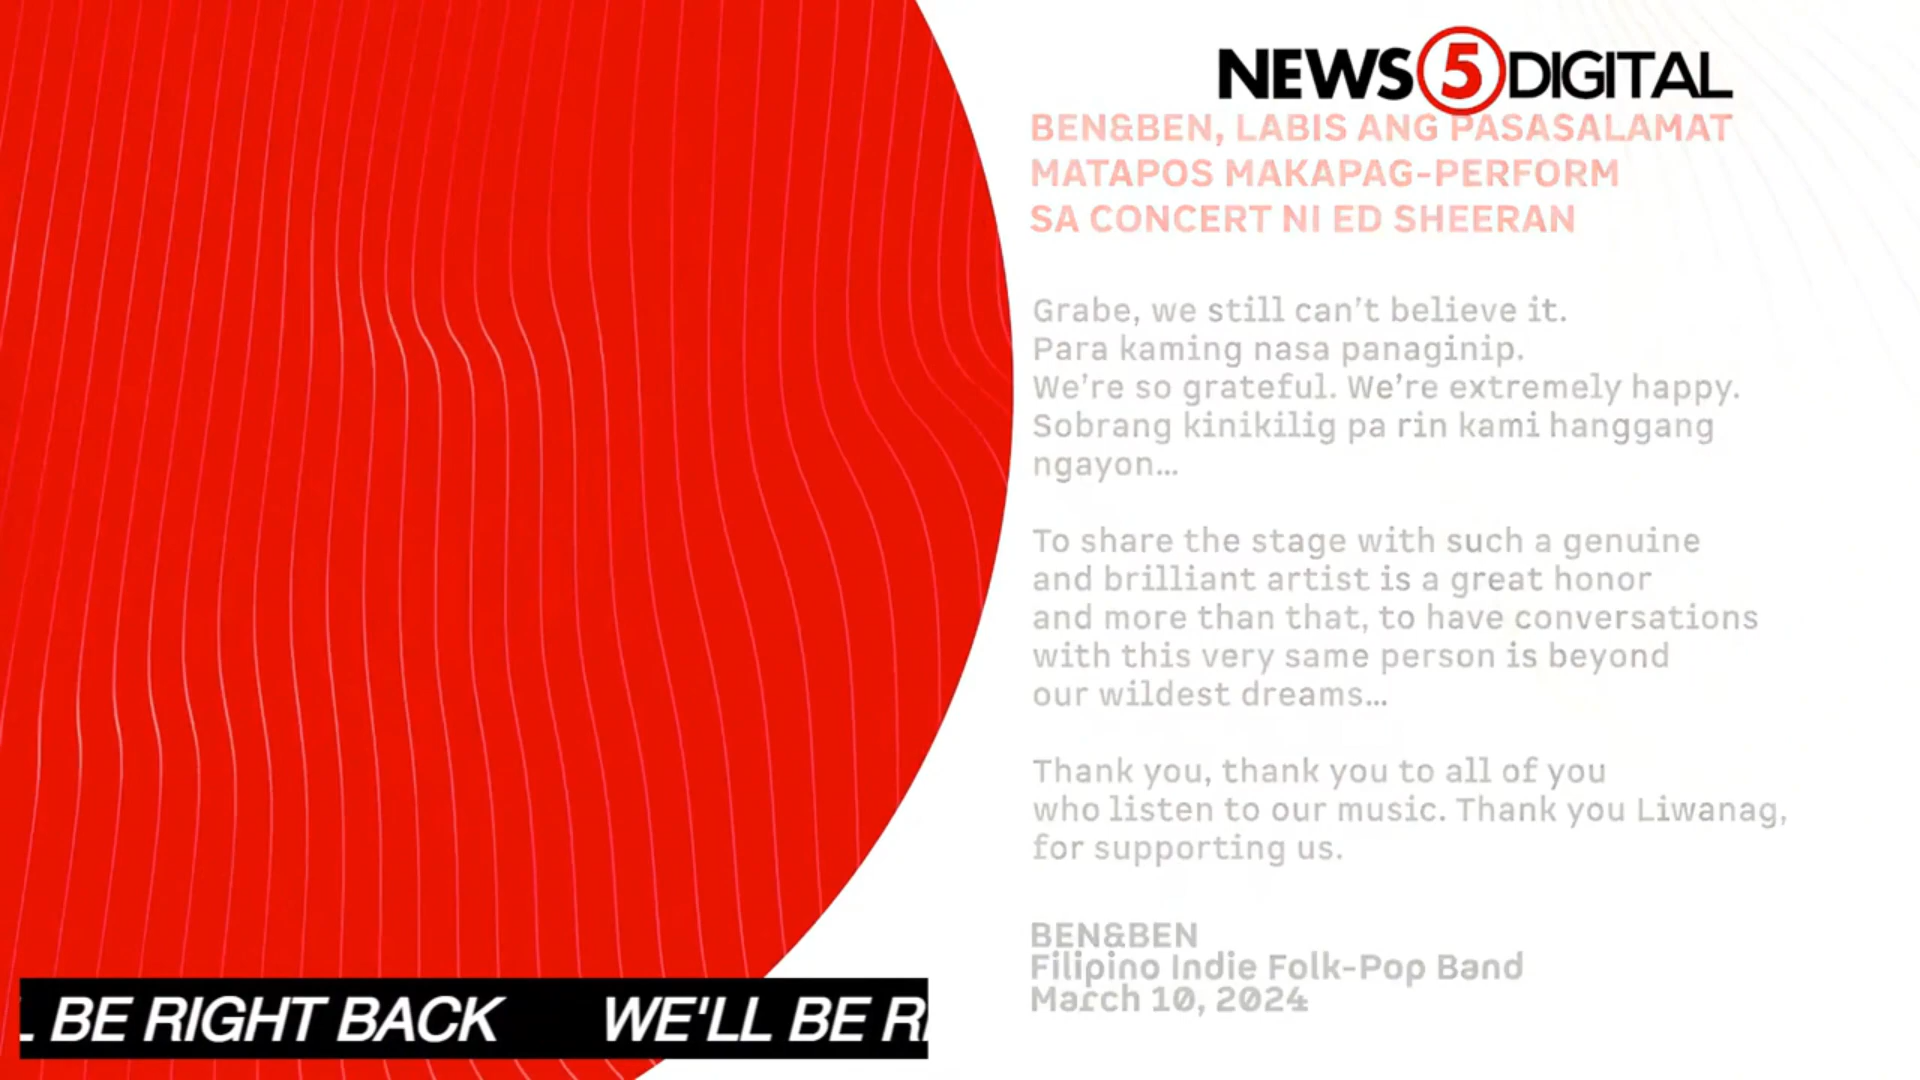 NEWS 5 DIGITAL
BEN&BEN, LABIS ANG PASASALAMAT
MATAPOS MAKAPAG-PERFORM
SA CONCERT NI ED SHEERAN
Grabe, we still can't believe it.
Para kaming nasa panaginip.
We're so grateful. We're extremely happy.
Sobrang kinikilig pa rin kami hanggang
ngayon...
To share the stage with such a genuine
and brilliant artist is a great honor
and more than that, to have conversations
with this very same person is beyond
our wildest dreams...
Thank you, thank you to all of you
who listen to our music. Thank you Liwanag,
for supporting us.
BEN&BEN
Filipino Indie Folk-Pop Band
March 10, 2024
L BE RIGHT BACK WE'LL BE RI